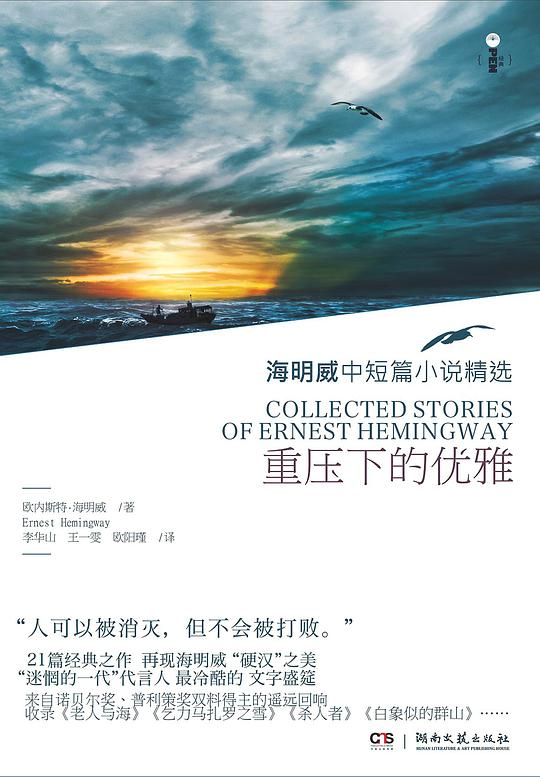 OPEN
经典
海明威中短篇小说精选
COLLECTED STORIES
OF ERNEST HEMINGWAY
重压下的优雅
欧内斯特·海明威 /著
Ernest Hemingway
李华山 王一雯 欧阳瑾 /译
“人可以被消灭，但不会被打败。”
21篇经典之作 再现海明威“硬汉”之美
“迷惘的一代”代言人 最冷酷的 文字盛筵
来自诺贝尔奖、普利策奖双料得主的遥远回响
收录《老人与海》《乞力马扎罗之雪》《杀人者》《白象似的群山》……
湖南文艺出版社
HUNAN LITERATURE & ART PUBLISHING HOUSE